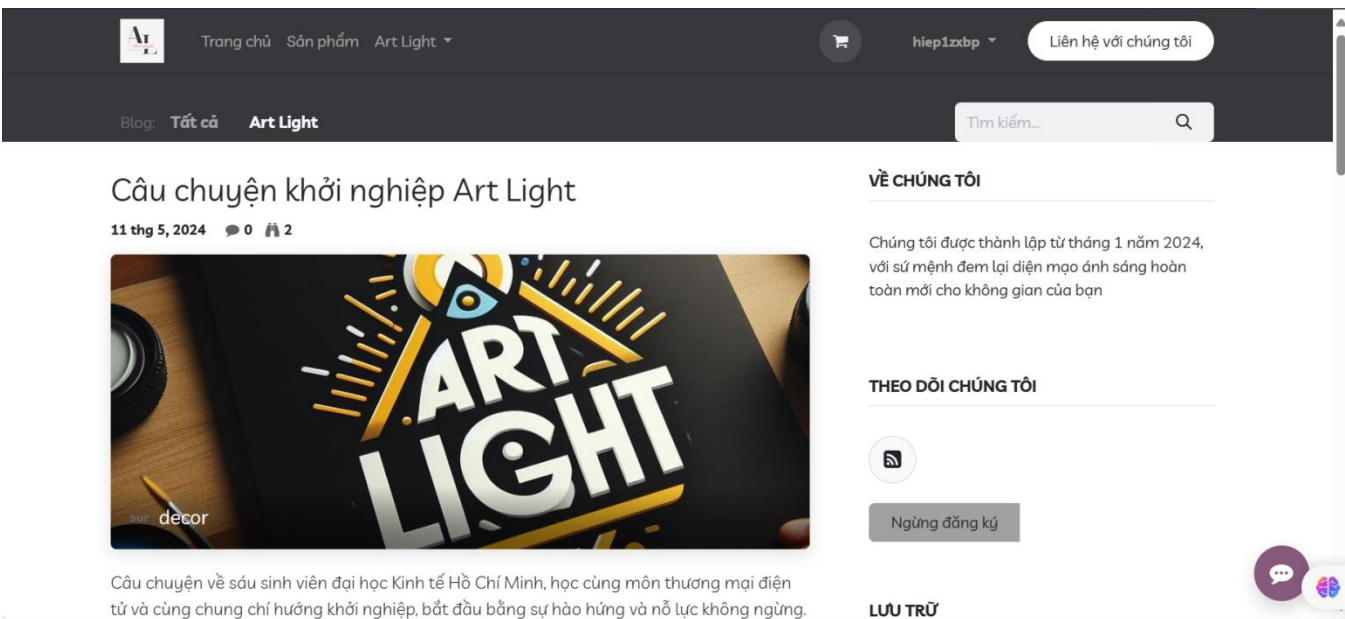 AL
Trang chủ Sản phẩm Art Light
hiep1zxbp
Liên hệ với chúng tôi
Blog: Tất cả Art Light
Tìm kiếm...
Câu chuyện khởi nghiệp Art Light
11 thg 5, 2024 0 2
ART
LIGHT
our decor
Câu chuyện về sáu sinh viên đại học Kinh tế Hồ Chí Minh, học cùng môn thương mại điện
tử và cùng chung chí hướng khởi nghiệp, bắt đầu bằng sự hào hứng và nỗ lực không ngừng.
VỀ CHÚNG TÔI
Chúng tôi được thành lập từ tháng 1 năm 2024,
với sứ mệnh đem lại diện mạo ánh sáng hoàn
toàn mới cho không gian của bạn
THEO DÕI CHÚNG TÔI
Ngừng đăng ký
LƯU TRỮ